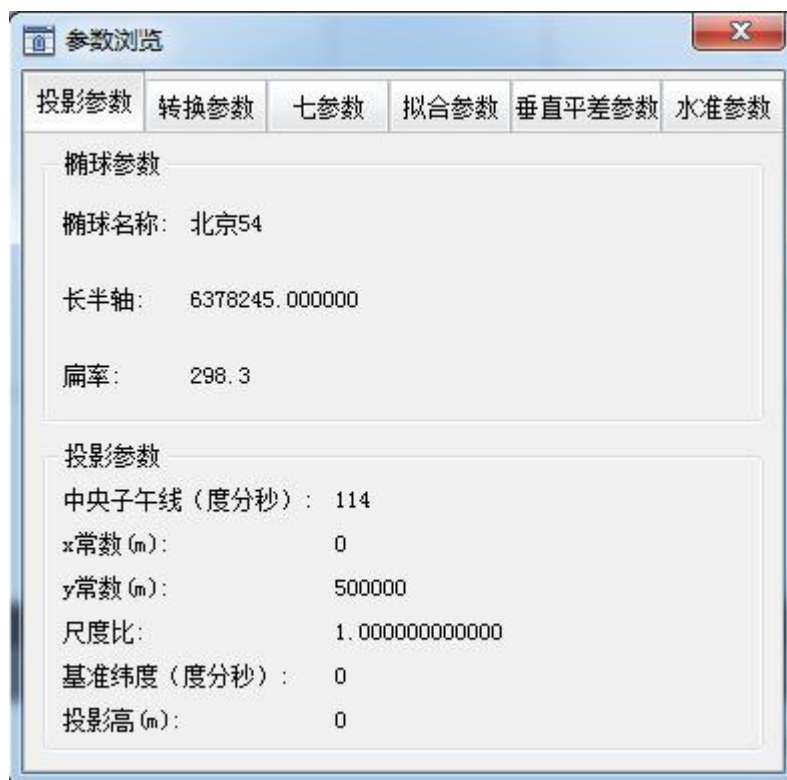 参数浏览
投影参数 转换参数 七参数 拟合参数 垂直平差参数 水准参数
椭球参数
椭球名称: 北京54
长半轴: 6378245.000000
扁率: 298.3
投影参数
中央子午线(度分秒): 114
x常数(m): 0
y常数(m): 500000
尺度比: 1.000000000000
基准纬度(度分秒): 0
投影高(m): 0